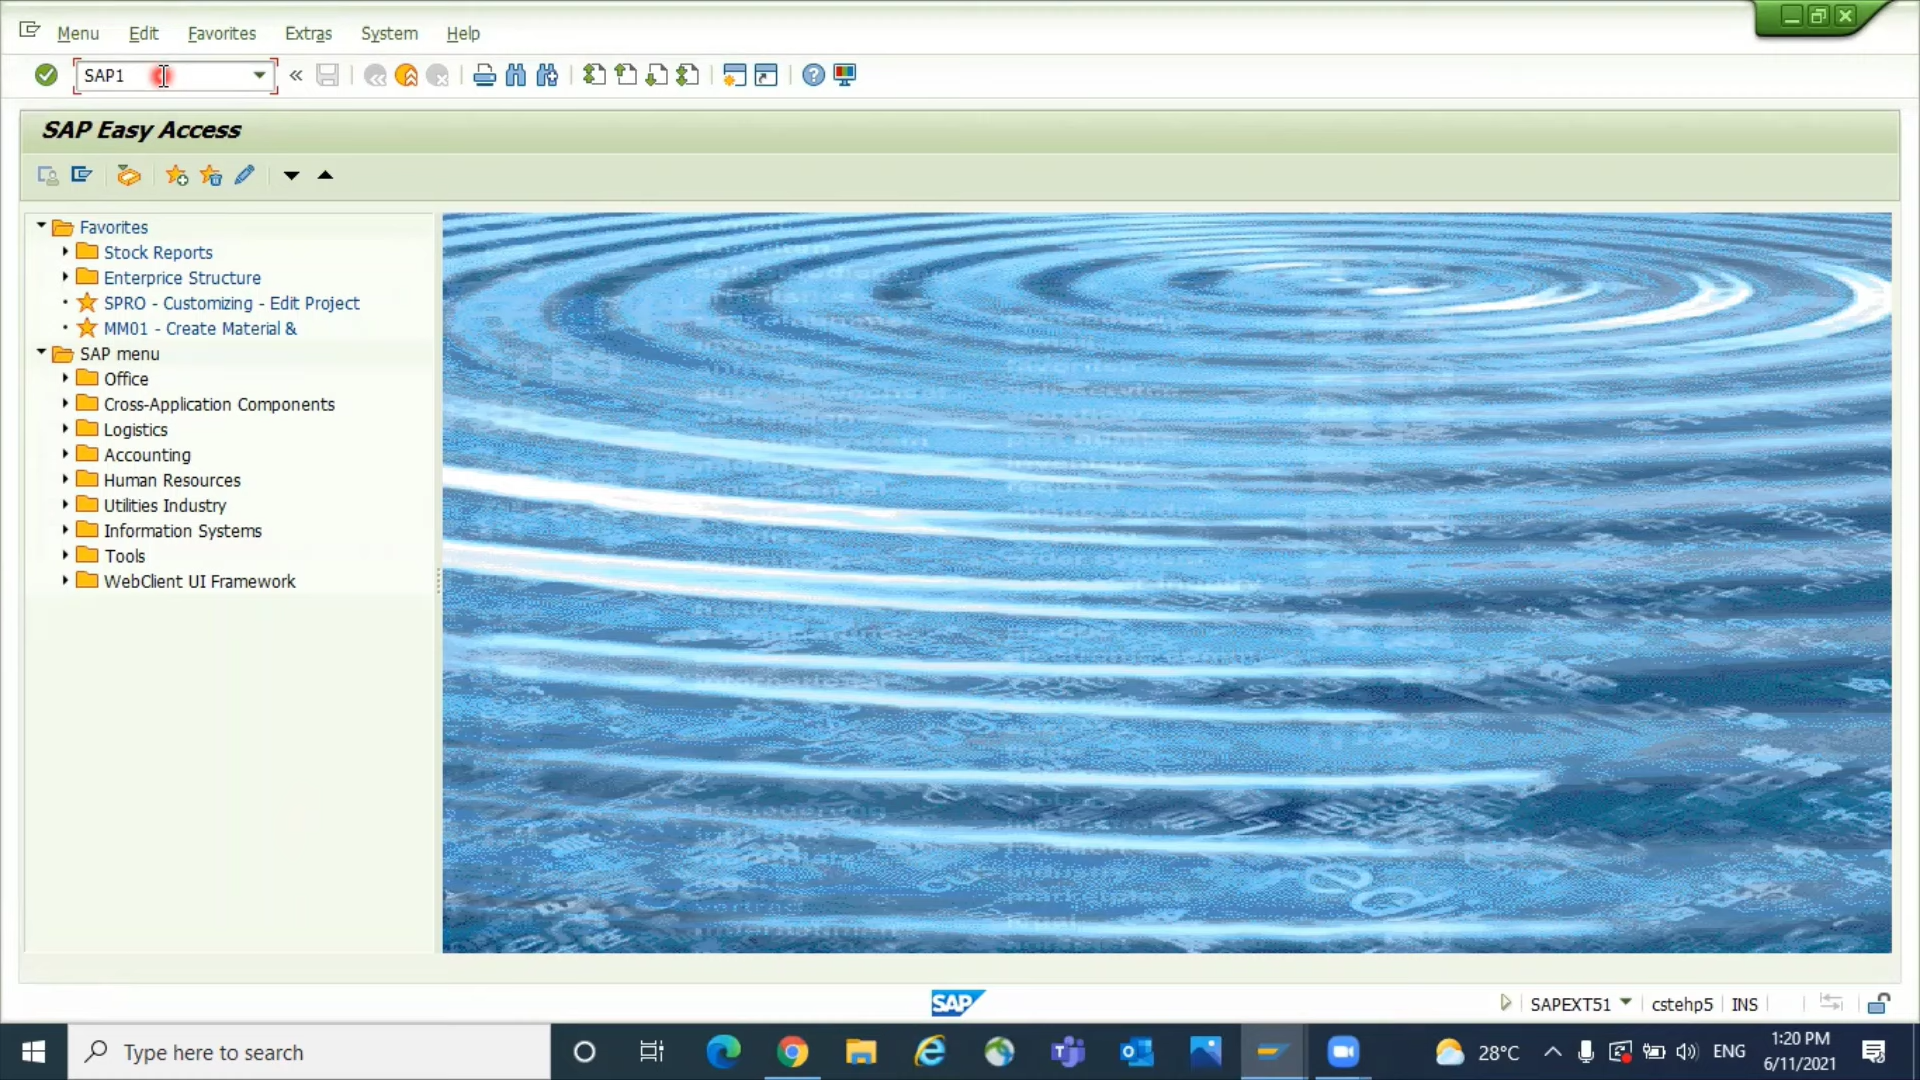 Menu Edit Favorites Extras System Help
SAP1
SAP Easy Access
Favorites
Stock Reports
Enterprice Structure
SPRO - Customizing - Edit Project
MM01 - Create Material &
SAP menu
Office
Cross-Application Components
Logistics
Accounting
Human Resources
Utilities Industry
Information Systems
Tools
WebClient UI Framework
SAP
SAPEXT51 cstehp5 INS
Type here to search
28°C ENG
1:20 PM
6/11/2021